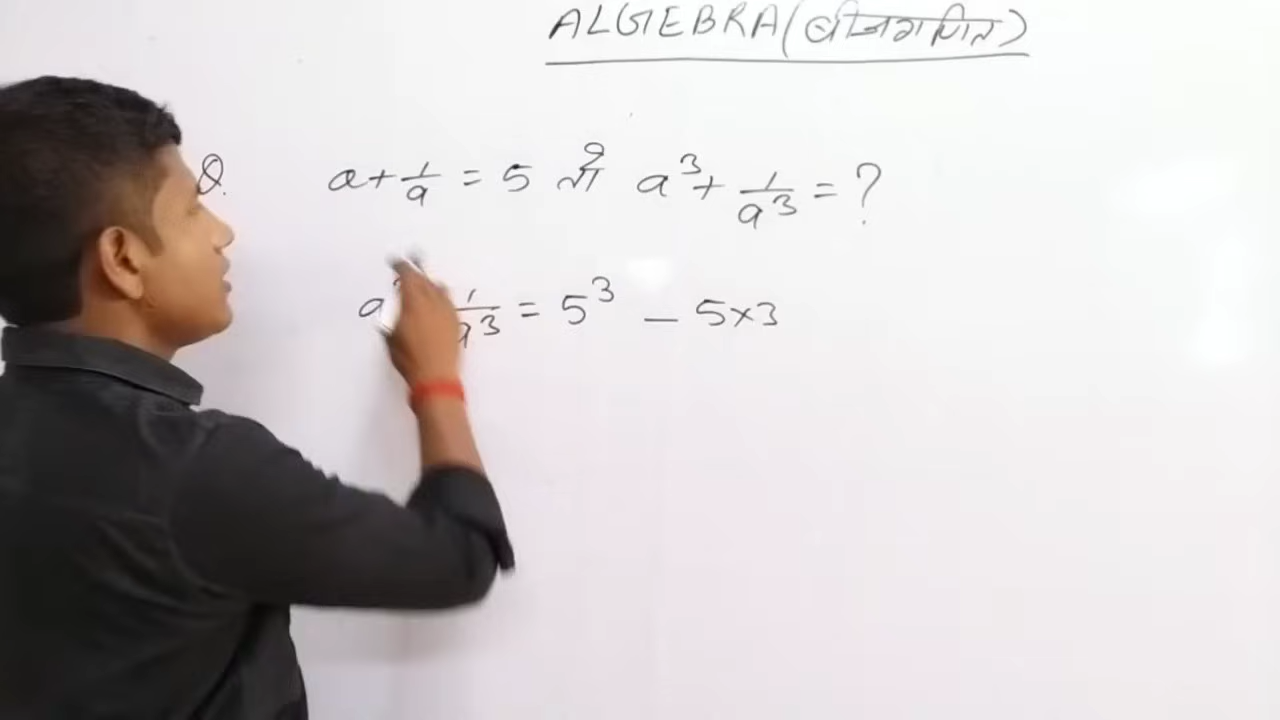 ALGEBRA (बीजगणित)
Q. a + 1/a = 5 तो a³ + 1/a³ = ?
a 1/a³ = 5³ - 5×3